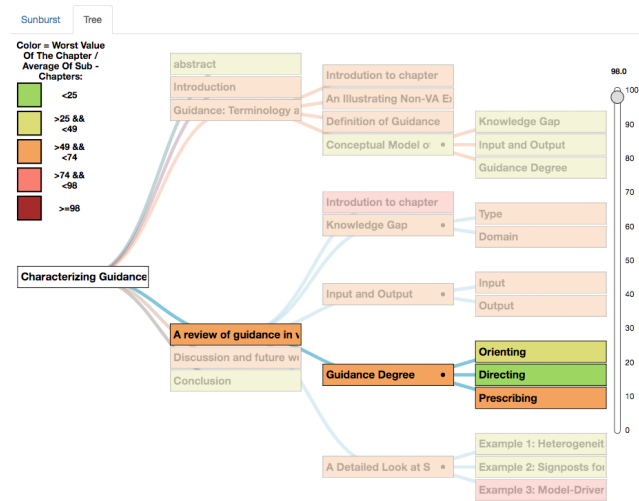 Sunburst
Tree
Color = Worst Value
Of The Chapter /
Average Of Sub -
Chapters:
<25
>25 &&
<49
>49 &&
<74
>74 &&
<98
>=98
Characterizing Guidance
abstract
Introduction
Guidance: Terminology a
A review of guidance in v
Discussion and future wo
Conclusion
Introdution to chapter
An Illustrating Non-VA Ex
Definition of Guidance
Conceptual Model of
Introdution to chapter
Knowledge Gap
Input and Output
Guidance Degree
A Detailed Look at S
Knowledge Gap
Input and Output
Guidance Degree
Type
Domain
Input
Output
Orienting
Directing
Prescribing
Example 1: Heterogeneit
Example 2: Signposts for
Example 3: Model-Driver
98.0
100
90
80
70
60
50
40
30
20
10
0